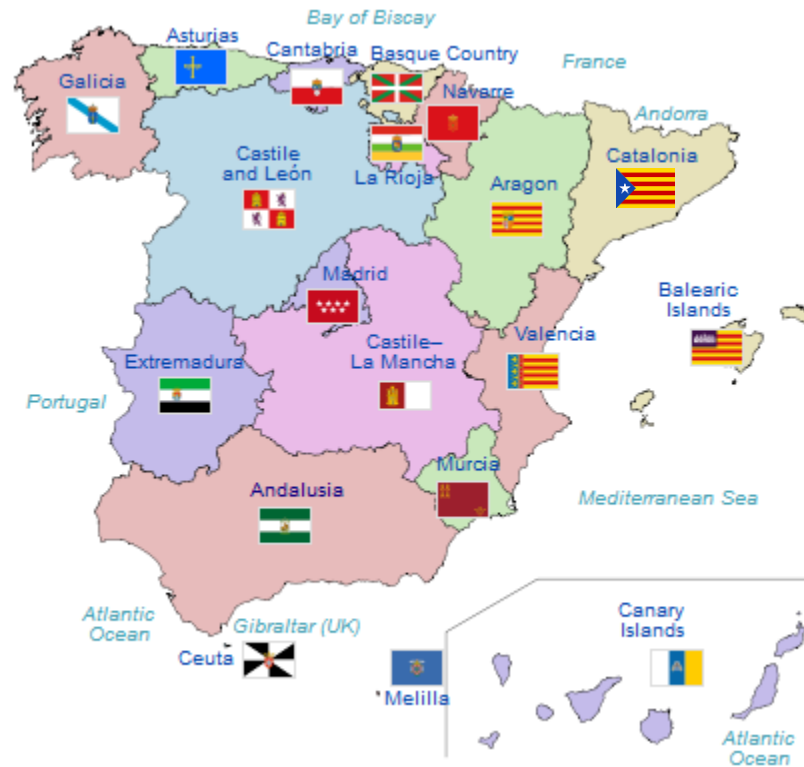 Bay of Biscay
Asturias
Cantabria
Basque Country
France
Galicia
Navarre
Andorra
Castile
and León
La Rioja
Aragon
Catalonia
Madrid
Balearic
Islands
Valencia
Castile–
La Mancha
Extremadura
Portugal
Murcia
Andalusia
Mediterranean Sea
Atlantic
Ocean
Gibraltar (UK)
Ceuta
Melilla
Canary
Islands
Atlantic
Ocean